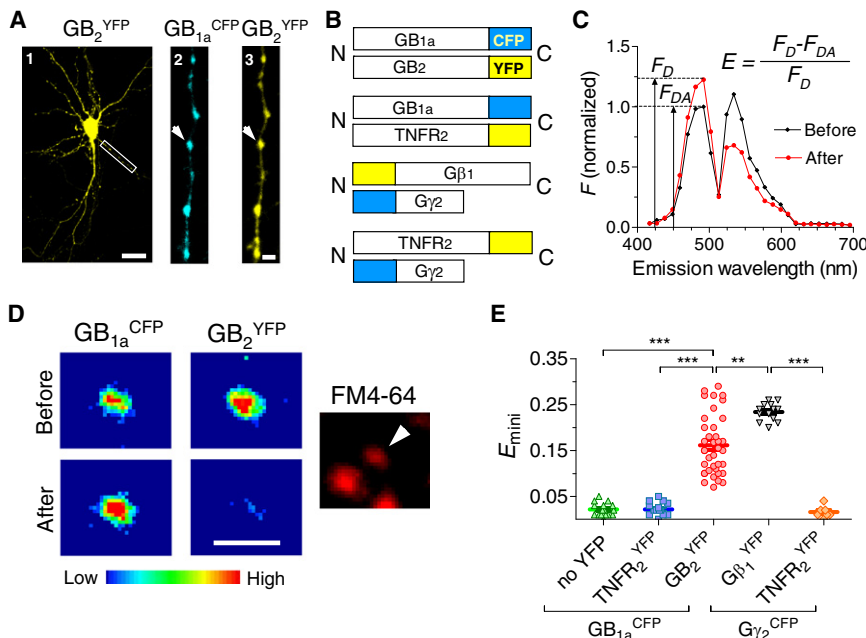 A
GB2YFP
GB1aCFP
GB2YFP
1
2
3
B
N
GB1a
CFP
C
GB2
YFP
N
GB1a
C
TNFR2
N
Gβ1
C
Gγ2
N
TNFR2
C
Gγ2
C
E = FD-FDA
FD
FD
FDA
Before
After
F (normalized)
1.5
1.0
0.5
0.0
400 500 600 700
Emission wavelength (nm)
D
GB1aCFP
GB2YFP
Before
After
FM4-64
Low
High
E
***
*** ** ***
Emini
0.35
0.25
0.15
0.05
no YFP
TNFR2YFP
GB2YFP
Gβ1YFP
TNFR2YFP
GB1aCFP
Gγ2CFP